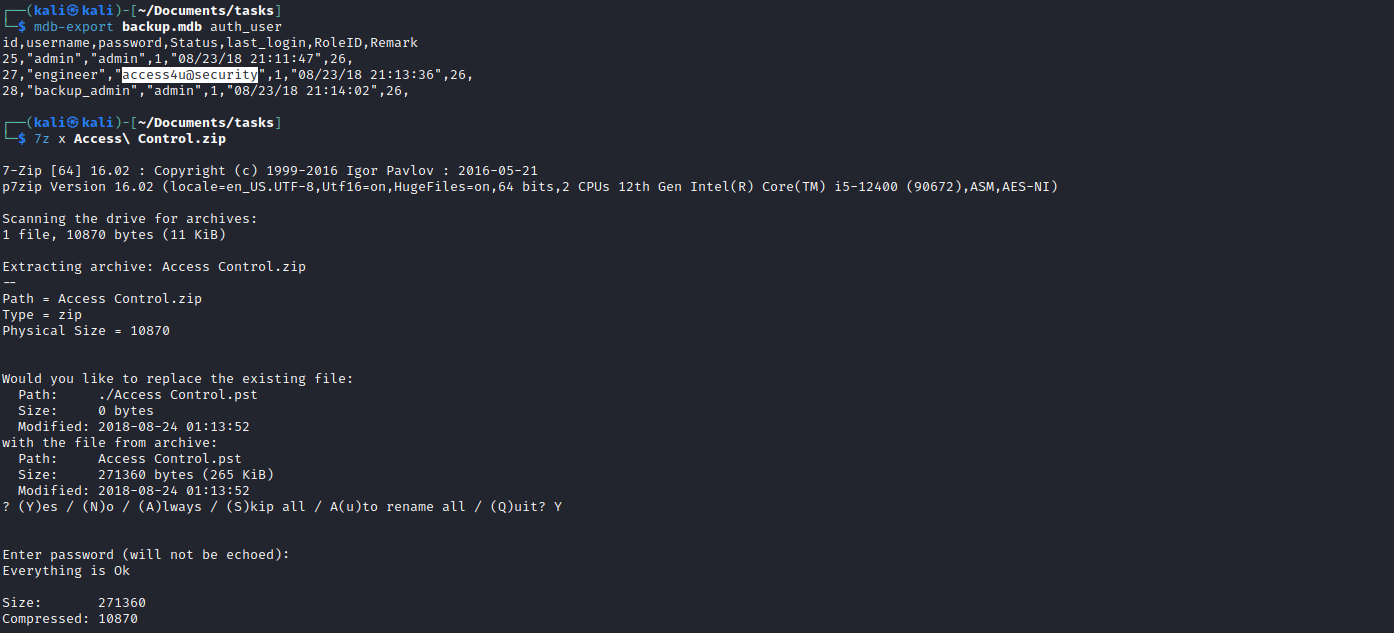 ┌──(kali㉿kali)-[~/Documents/tasks]
└─$ mdb-export backup.mdb auth_user
id,username,password,Status,last_login,RoleID,Remark
25,"admin","admin",1,"08/23/18 21:11:47",26,
27,"engineer","access4u@security",1,"08/23/18 21:13:36",26,
28,"backup_admin","admin",1,"08/23/18 21:14:02",26,
┌──(kali㉿kali)-[~/Documents/tasks]
└─$ 7z x Access\ Control.zip
7-Zip [64] 16.02 : Copyright (c) 1999-2016 Igor Pavlov : 2016-05-21
p7zip Version 16.02 (locale=en_US.UTF-8,Utf16=on,HugeFiles=on,64 bits,2 CPUs 12th Gen Intel(R) Core(TM) i5-12400 (90672),ASM,AES-NI)
Scanning the drive for archives:
1 file, 10870 bytes (11 KiB)
Extracting archive: Access Control.zip
--
Path = Access Control.zip
Type = zip
Physical Size = 10870
Would you like to replace the existing file:
  Path:     ./Access Control.pst
  Size:     0 bytes
  Modified: 2018-08-24 01:13:52
with the file from archive:
  Path:     Access Control.pst
  Size:     271360 bytes (265 KiB)
  Modified: 2018-08-24 01:13:52
? (Y)es / (N)o / (A)lways / (S)kip all / A(u)to rename all / (Q)uit? Y
Enter password (will not be echoed):
Everything is Ok
Size:       271360
Compressed: 10870